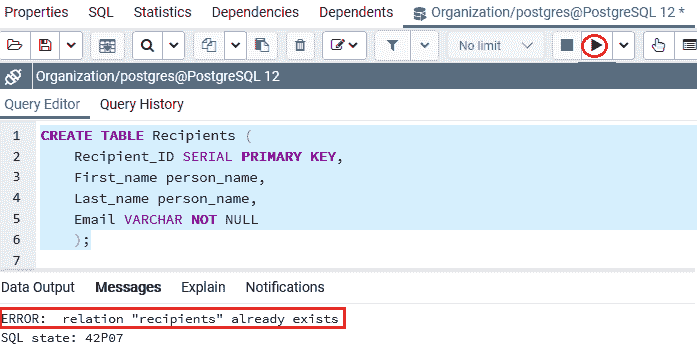 Properties SQL Statistics Dependencies Dependents Organization/postgres@PostgreSQL 12 *
No limit
Organization/postgres@PostgreSQL 12
Query Editor Query History
1 CREATE TABLE Recipients (
2 Recipient_ID SERIAL PRIMARY KEY,
3 First_name person_name,
4 Last_name person_name,
5 Email VARCHAR NOT NULL
6 );
7
Data Output Messages Explain Notifications
ERROR: relation "recipients" already exists
SQL state: 42P07